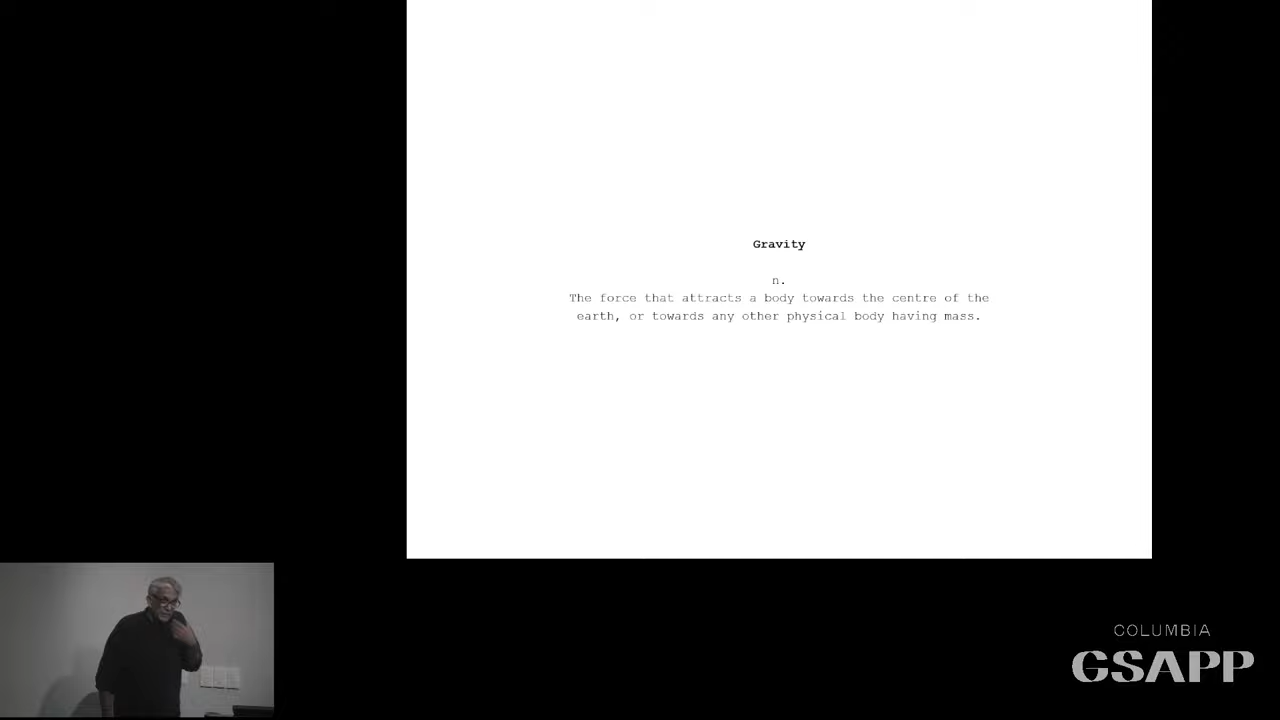 Gravity
n.
The force that attracts a body towards the centre of the
earth, or towards any other physical body having mass.
COLUMBIA
GSAPP